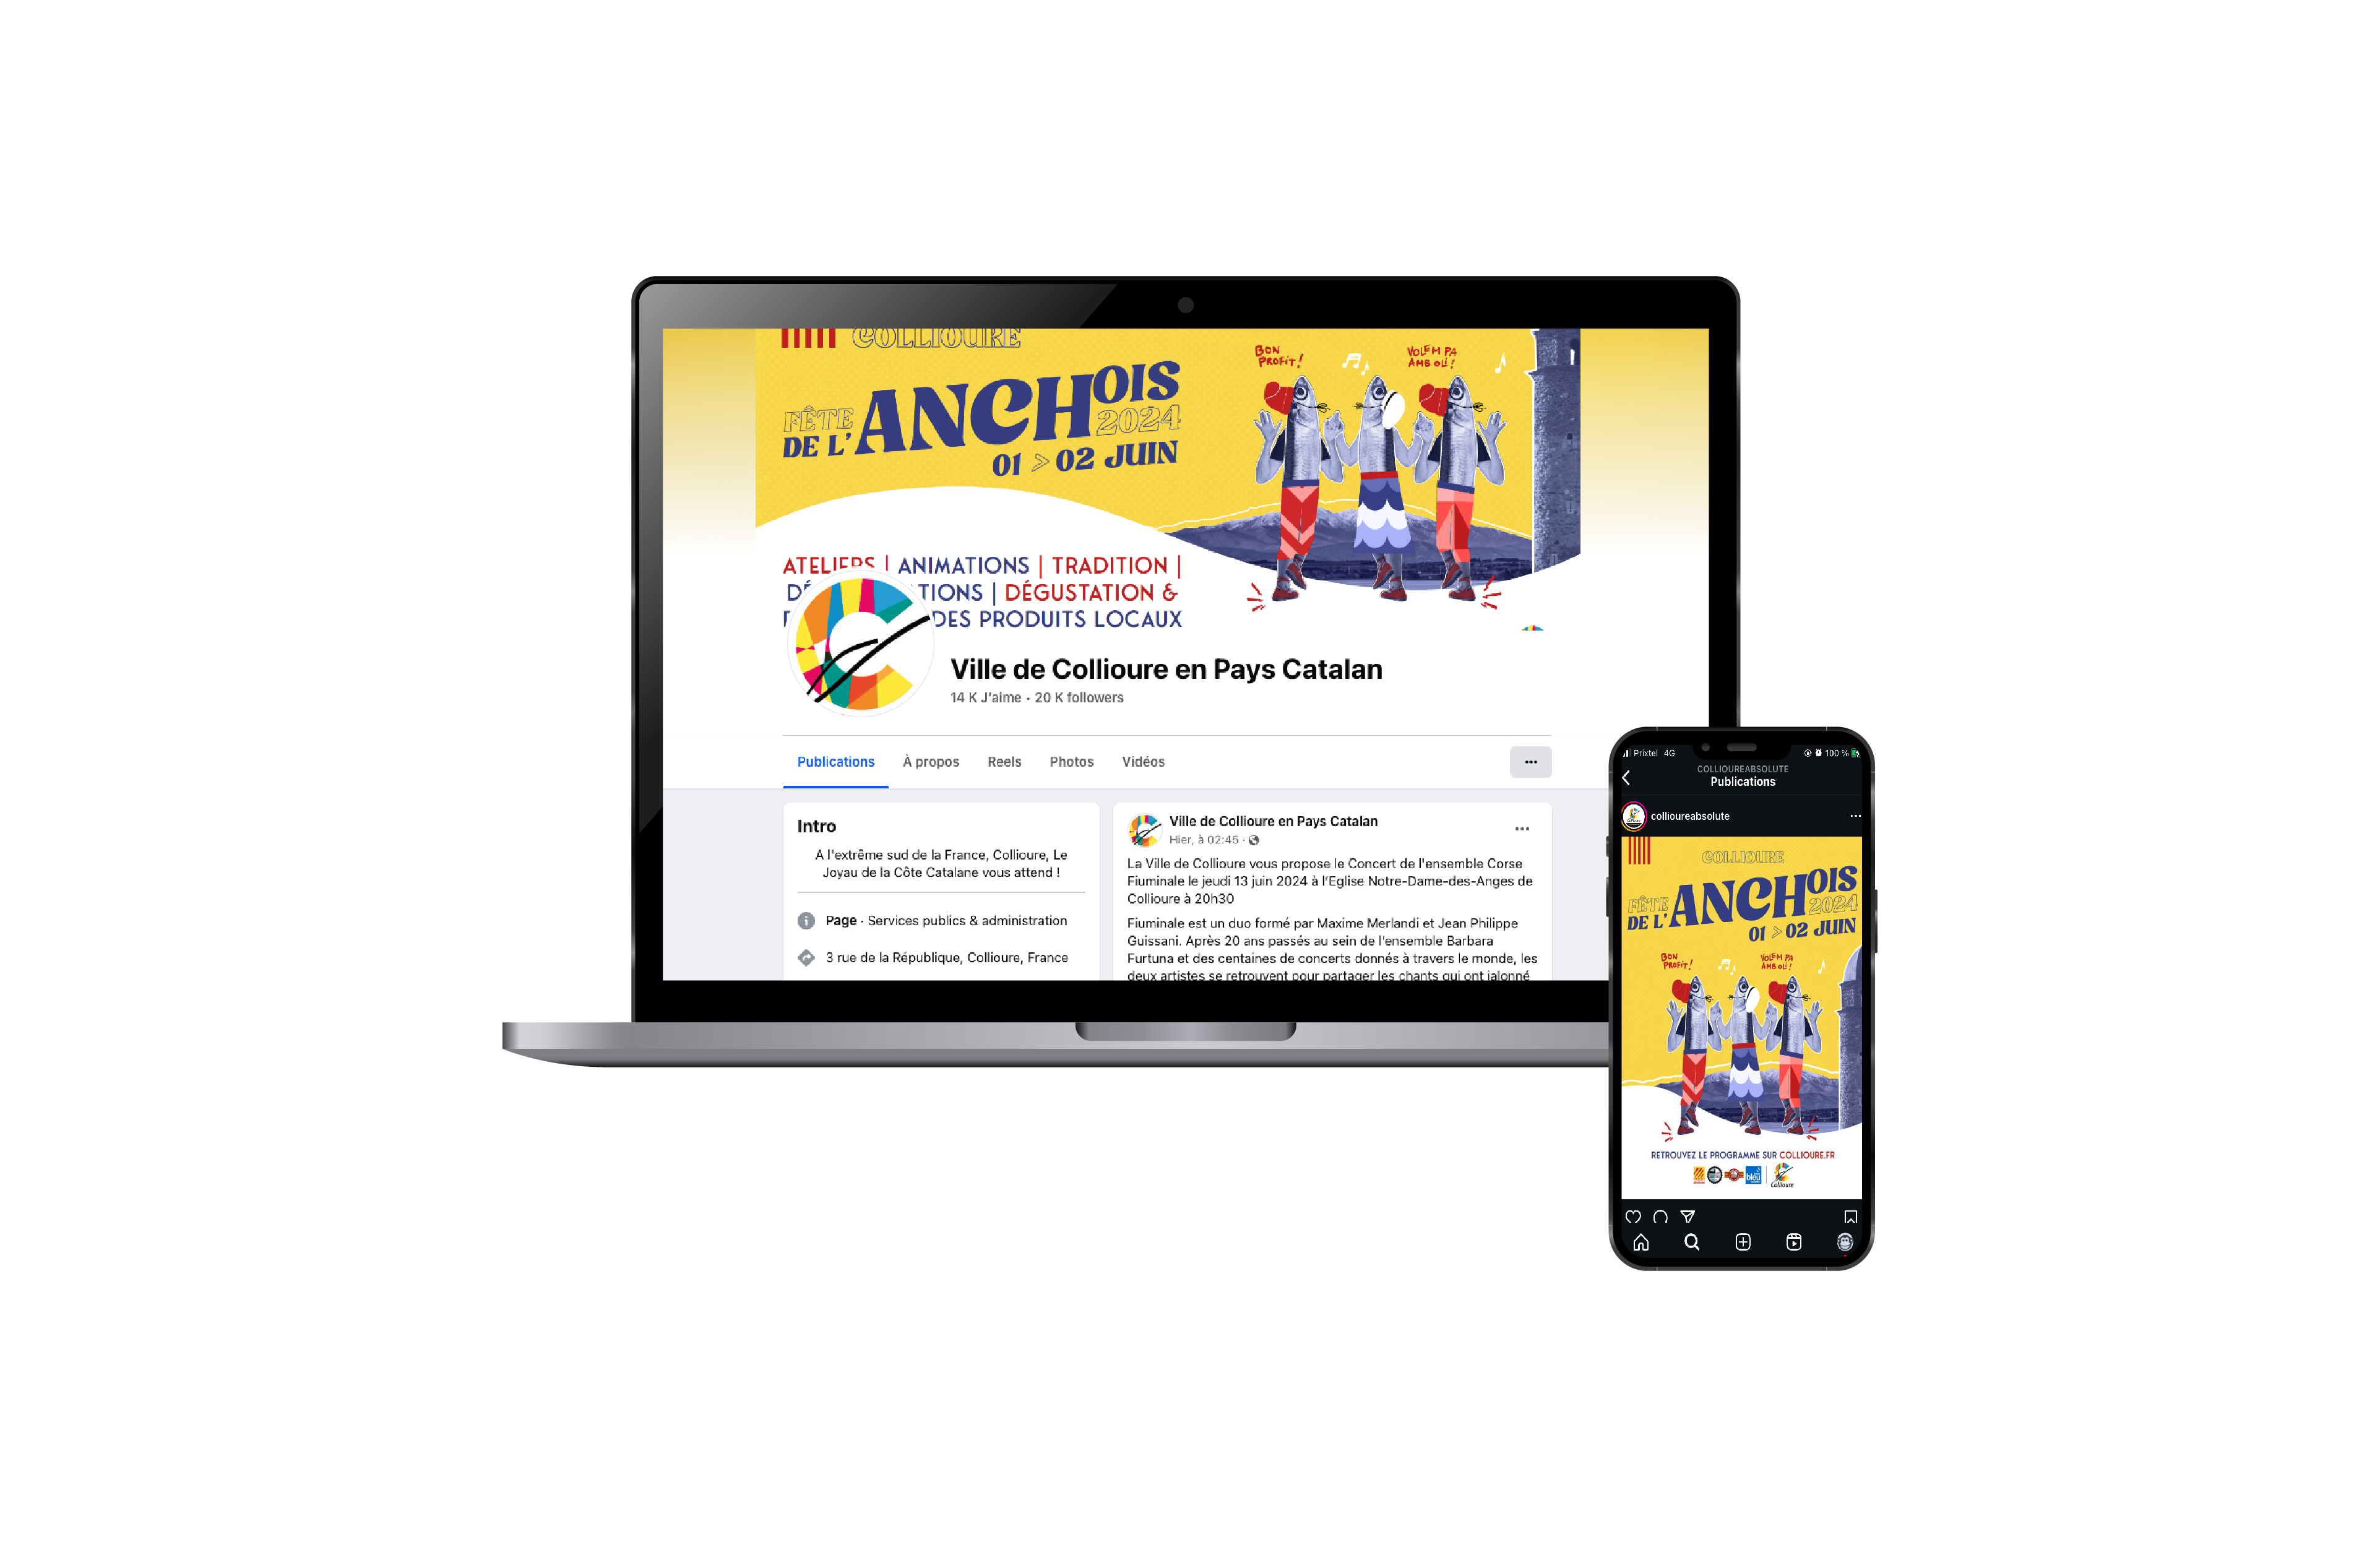 COLLIOURE
FÊTE
DE L'ANCHOIS
2024
01 > 02 JUIN
BON
PROFIT!
VOLEM PA
AMB OLI!
ATELIERS | ANIMATIONS | TRADITION |
DÉ TIONS | DÉGUSTATION &
DES PRODUITS LOCAUX
Ville de Collioure en Pays Catalan
14 K J'aime · 20 K followers
Publications À propos Reels Photos Vidéos
Intro
A l'extrême sud de la France, Collioure, Le
Joyau de la Côte Catalane vous attend !
Page · Services publics & administration
3 rue de la République, Collioure, France
Ville de Collioure en Pays Catalan
Hier, à 02:45 ·
La Ville de Collioure vous propose le Concert de l'ensemble Corse
Fiuminale le jeudi 13 juin 2024 à l'Eglise Notre-Dame-des-Anges de
Collioure à 20h30
Fiuminale est un duo formé par Maxime Merlandi et Jean Philippe
Guissani. Après 20 ans passés au sein de l'ensemble Barbara
Furtuna et des centaines de concerts donnés à travers le monde, les
deux artistes se retrouvent pour partager les chants qui ont jalonné
Prixtel 4G 100 %
COLLIOUREABSOLUTE
Publications
collioureabsolute
COLLIOURE
FÊTE
DE L'ANCHOIS
2024
01 > 02 JUIN
BON
PROFIT!
VOLEM PA
AMB OLI!
RETROUVEZ LE PROGRAMME SUR COLLIOURE.FR
bleu
Collioure